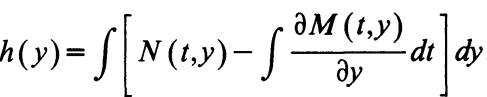 h(y) = ∫ [ N(t,y) − ∫ ∂M(t,y)/∂y dt ] dy